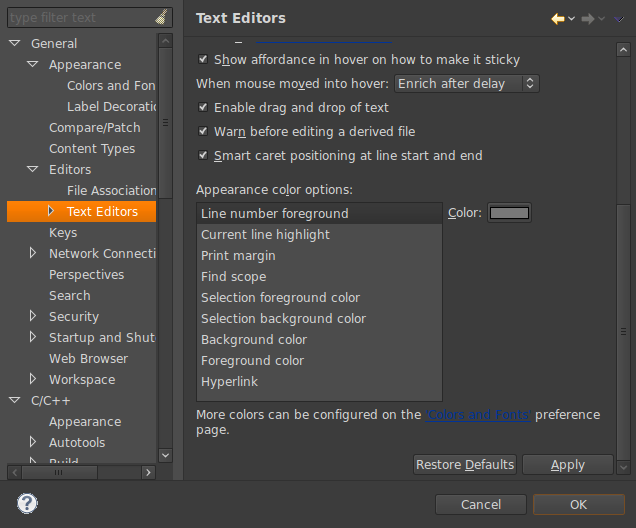 type filter text
General
Appearance
Colors and Fon
Label Decoratio
Compare/Patch
Content Types
Editors
File Association
Text Editors
Keys
Network Connecti
Perspectives
Search
Security
Startup and Shut
Web Browser
Workspace
C/C++
Appearance
Autotools
Build
Text Editors
Show affordance in hover on how to make it sticky
When mouse moved into hover: Enrich after delay
Enable drag and drop of text
Warn before editing a derived file
Smart caret positioning at line start and end
Appearance color options:
Line number foreground
Color:
Current line highlight
Print margin
Find scope
Selection foreground color
Selection background color
Background color
Foreground color
Hyperlink
More colors can be configured on the 'Colors and Fonts' preference
page.
Restore Defaults Apply
Cancel OK